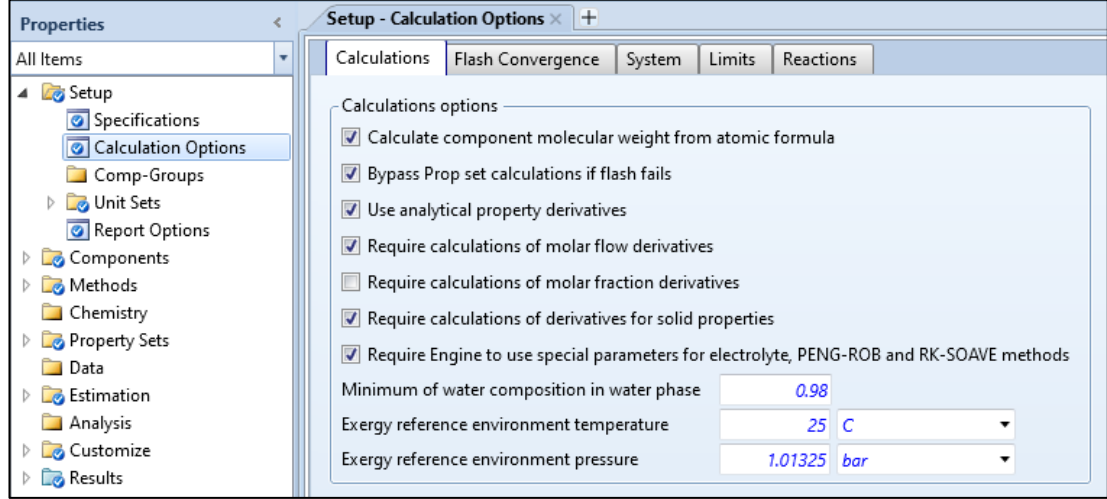 Properties
All Items
Setup
Specifications
Calculation Options
Comp-Groups
Unit Sets
Report Options
Components
Methods
Chemistry
Property Sets
Data
Estimation
Analysis
Customize
Results
Setup - Calculation Options
Calculations Flash Convergence System Limits Reactions
Calculations options
Calculate component molecular weight from atomic formula
Bypass Prop set calculations if flash fails
Use analytical property derivatives
Require calculations of molar flow derivatives
Require calculations of molar fraction derivatives
Require calculations of derivatives for solid properties
Require Engine to use special parameters for electrolyte, PENG-ROB and RK-SOAVE methods
Minimum of water composition in water phase 0.98
Exergy reference environment temperature 25 C
Exergy reference environment pressure 1.01325 bar